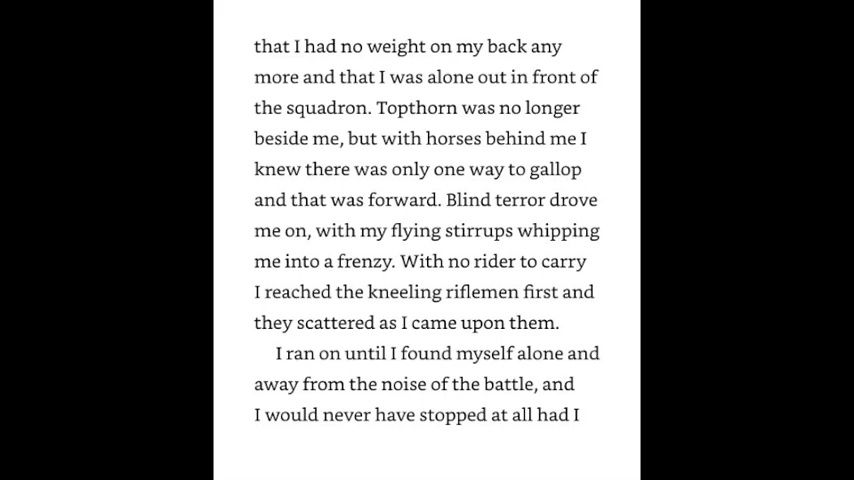 that I had no weight on my back any
more and that I was alone out in front of
the squadron. Topthorn was no longer
beside me, but with horses behind me I
knew there was only one way to gallop
and that was forward. Blind terror drove
me on, with my flying stirrups whipping
me into a frenzy. With no rider to carry
I reached the kneeling riflemen first and
they scattered as I came upon them.
I ran on until I found myself alone and
away from the noise of the battle, and
I would never have stopped at all had I